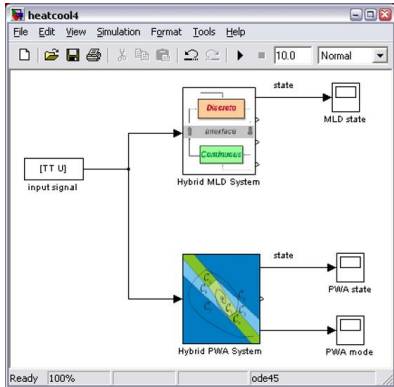 heatcool4
File Edit View Simulation Format Tools Help
10.0 Normal
state
Discrete
MLD state
interface
[TT U]
Continuous
input signal
Hybrid MLD System
state
PWA state
Hybrid PWA System
PWA mode
Ready 100% ode45